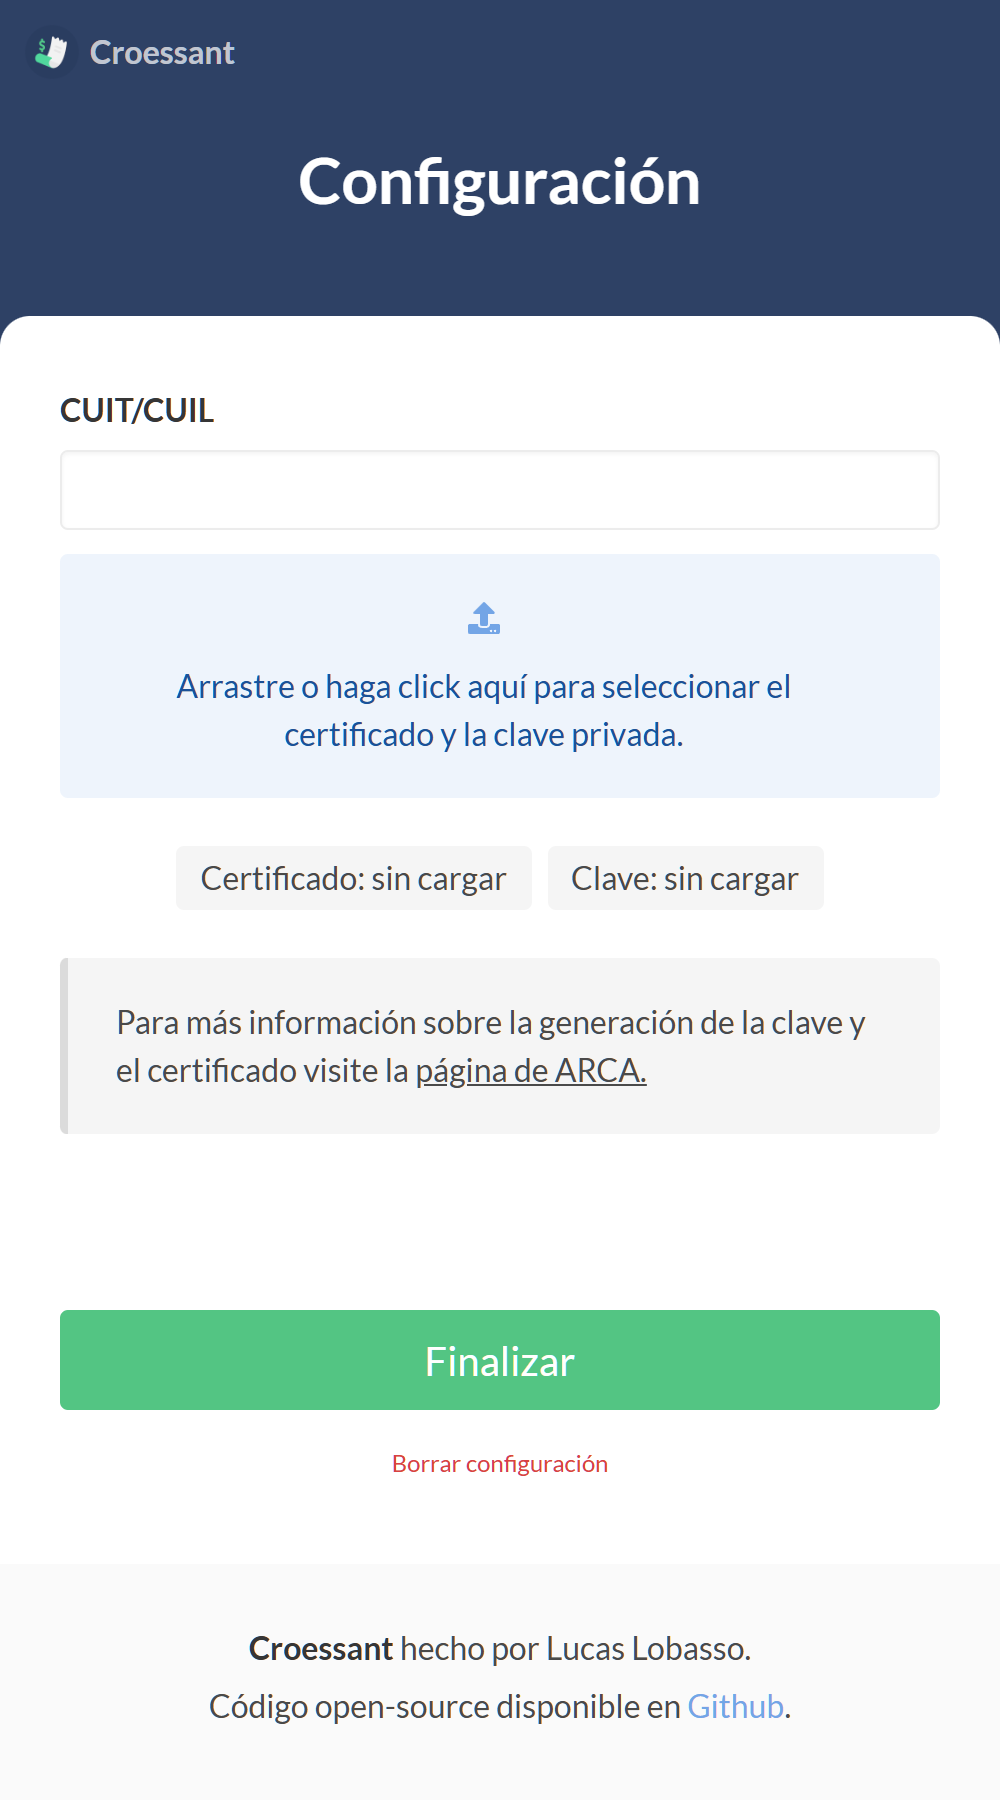 Croessant
Configuración
CUIT/CUIL
Arrastre o haga click aquí para seleccionar el
certificado y la clave privada.
Certificado: sin cargar
Clave: sin cargar
Para más información sobre la generación de la clave y
el certificado visite la página de ARCA.
Finalizar
Borrar configuración
Croessant hecho por Lucas Lobasso.
Código open-source disponible en Github.